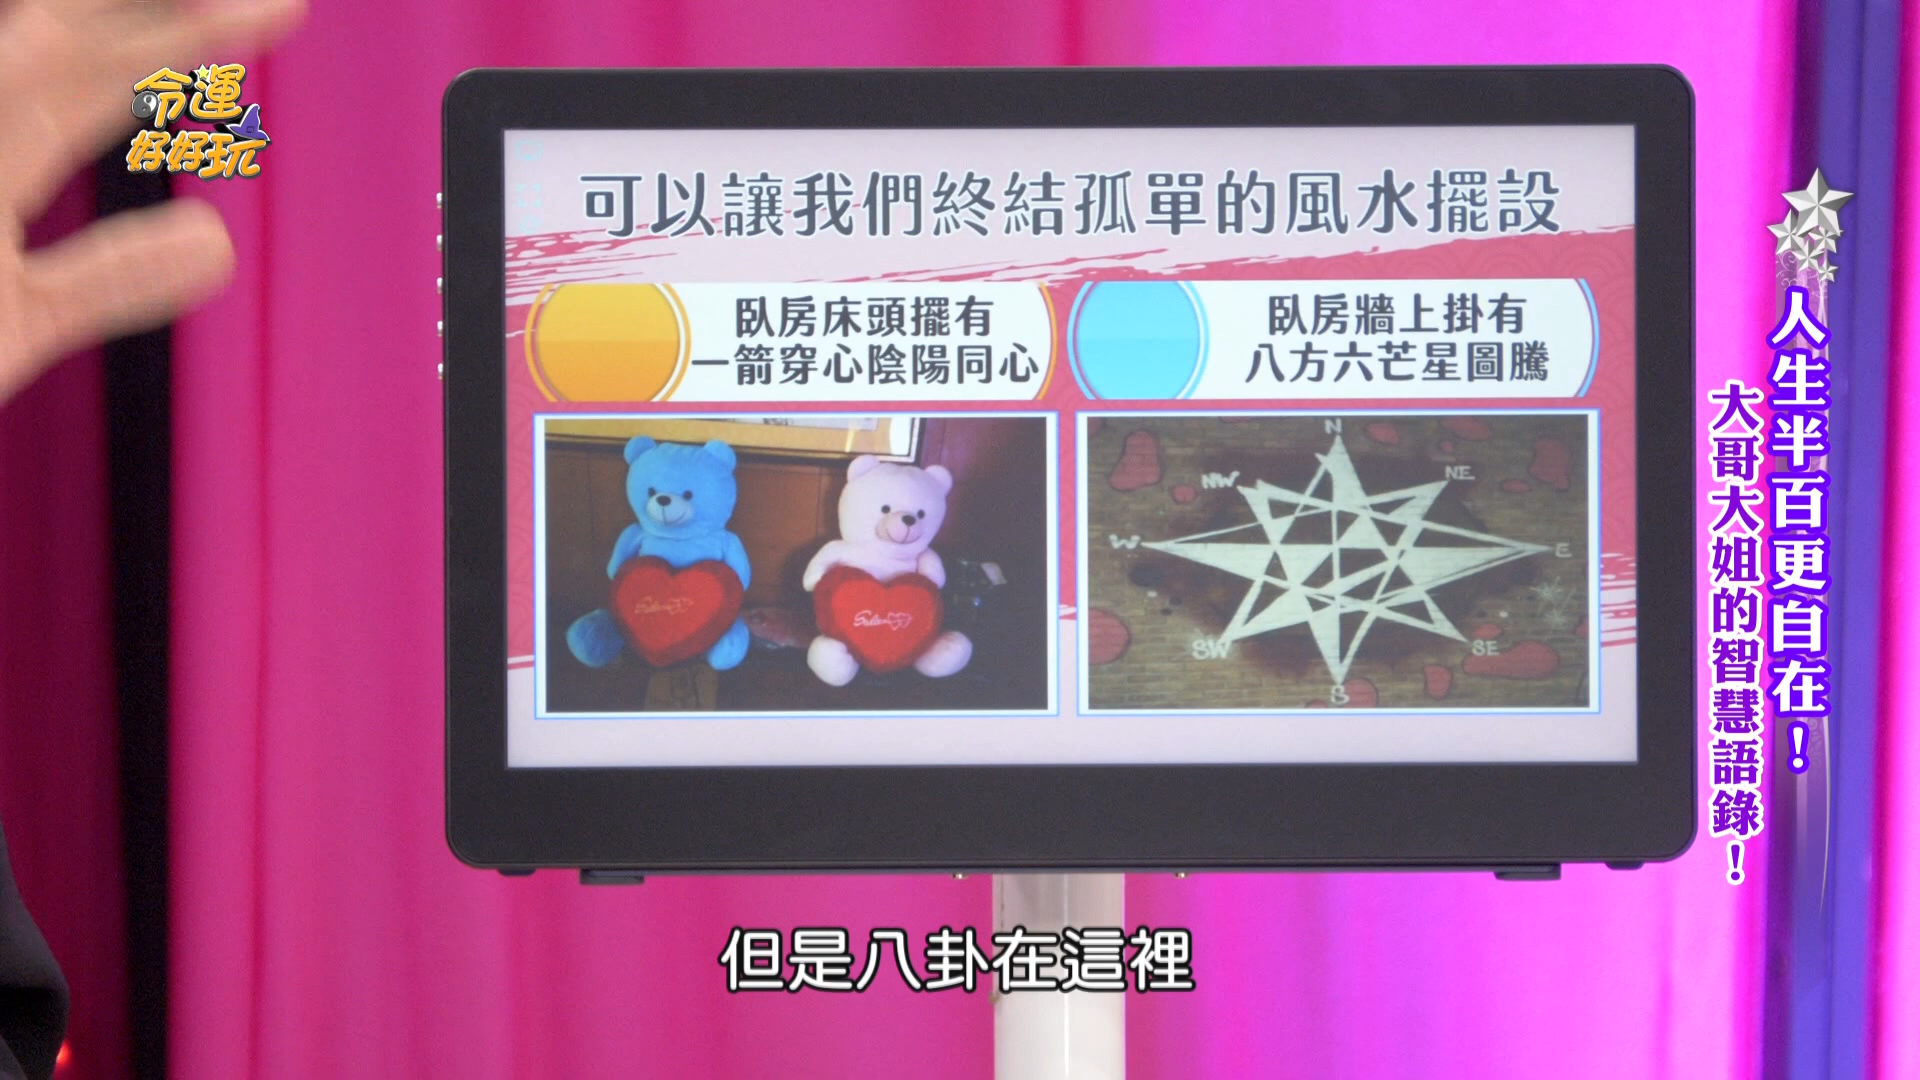 命運
好好玩
可以讓我們終結孤單的風水擺設
臥房床頭擺有
一箭穿心陰陽同心
臥房牆上掛有
八方六芒星圖騰
N
NW
NE
W
E
SW
SE
S
人生半百更自在！
大哥大姐的智慧語錄！
但是八卦在這裡